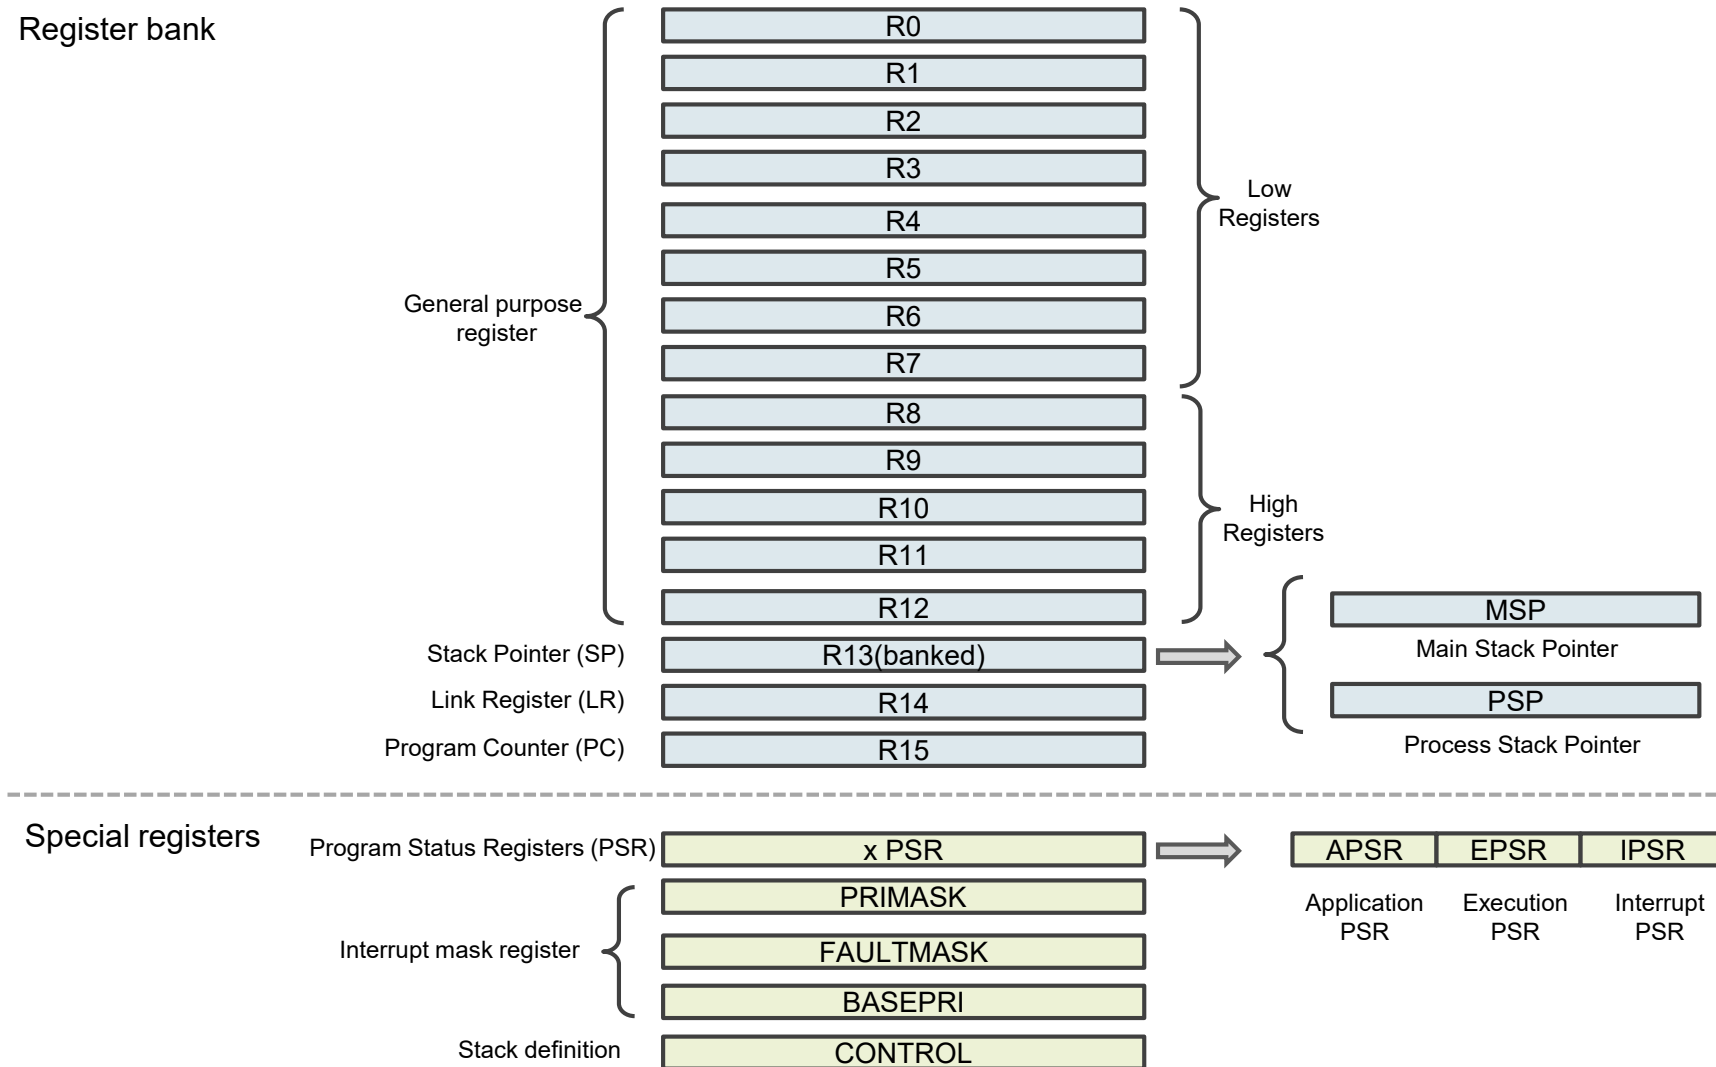 Register bank
R0
R1
R2
R3
Low
Registers
R4
R5
General purpose
register
R6
R7
R8
R9
R10
High
Registers
R11
R12
MSP
Main Stack Pointer
Stack Pointer (SP)
R13(banked)
Link Register (LR)
R14
PSP
Process Stack Pointer
Program Counter (PC)
R15
Special registers
Program Status Registers (PSR)
x PSR
APSR
EPSR
IPSR
Application
PSR
Execution
PSR
Interrupt
PSR
PRIMASK
Interrupt mask register
FAULTMASK
BASEPRI
Stack definition
CONTROL